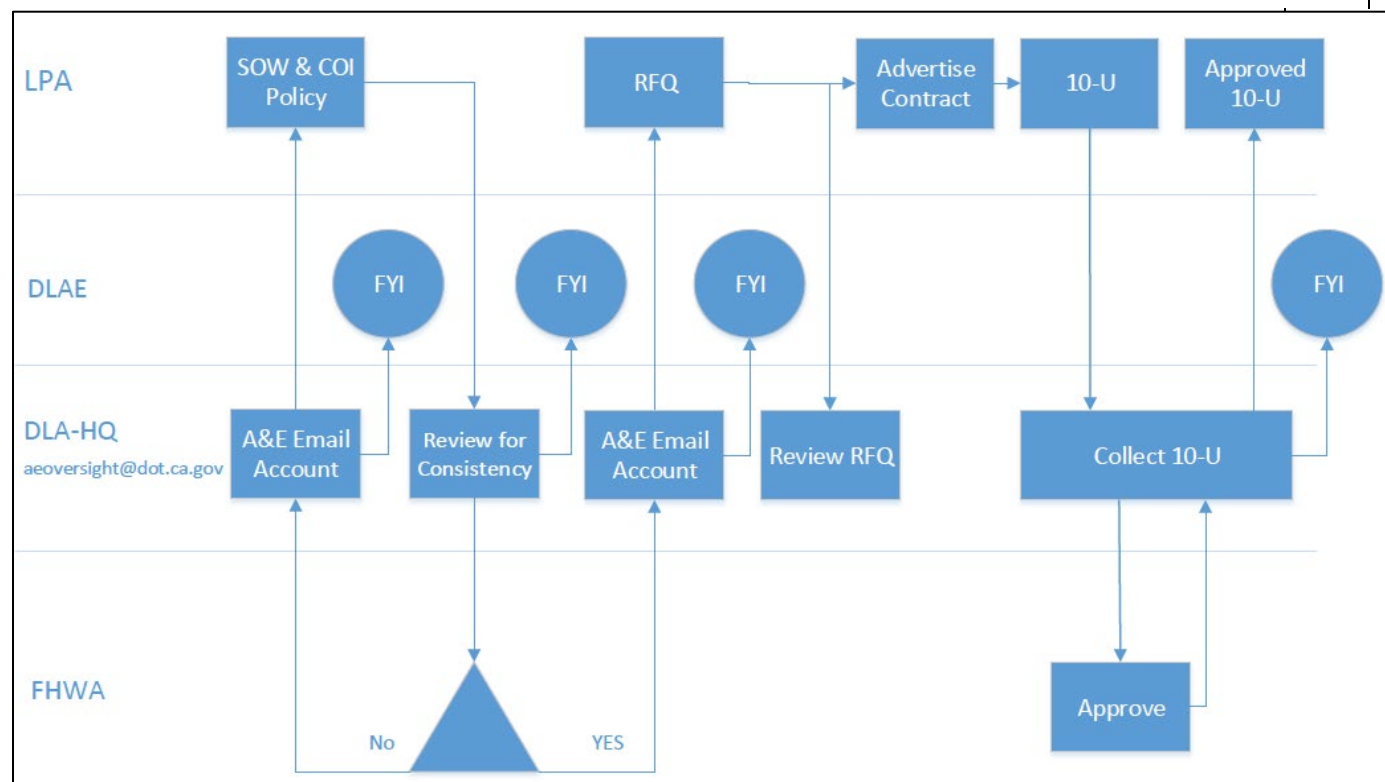 LPA
SOW & COI
Policy
RFQ
Advertise
Contract
10-U
Approved
10-U
DLAE
FYI
FYI
FYI
FYI
DLA-HQ
aeoversight@dot.ca.gov
A&E Email
Account
Review for
Consistency
A&E Email
Account
Review RFQ
Collect 10-U
FHWA
No
YES
Approve